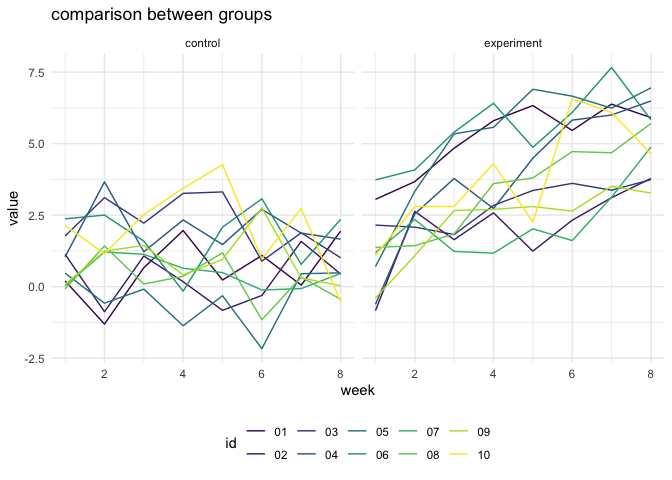 comparison between groups
control experiment
7.5
5.0
2.5
0.0
-2.5
2 4 6 8 2 4 6 8
week
value
id 01 03 05 07 09
02 04 06 08 10